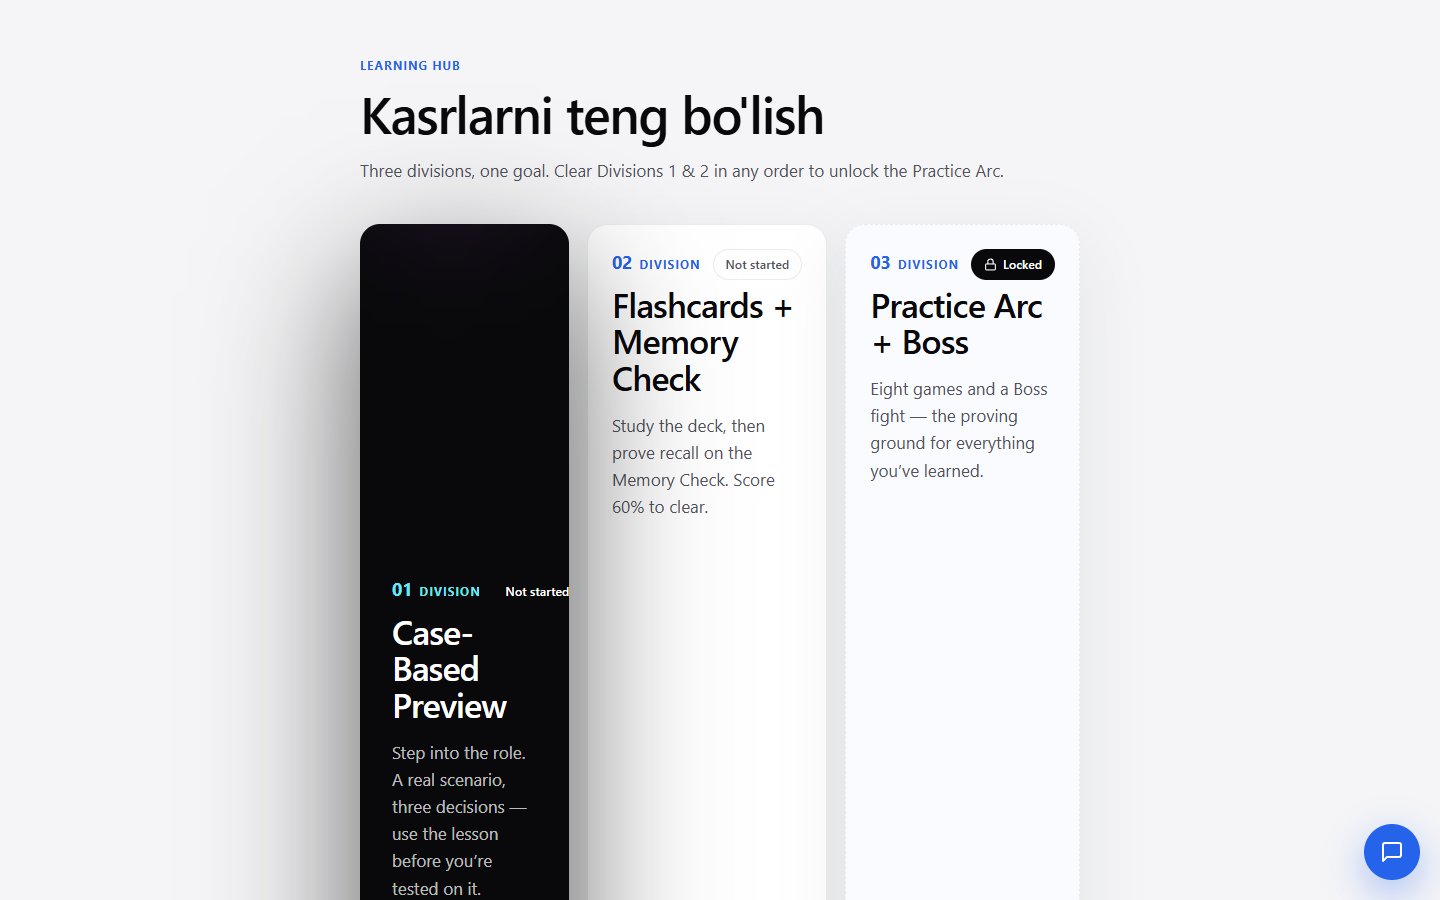 LEARNING HUB
Kasrlarni teng bo'lish
Three divisions, one goal. Clear Divisions 1 & 2 in any order to unlock the Practice Arc.
01 DIVISION Not started
Case-
Based
Preview
Step into the role.
A real scenario,
three decisions —
use the lesson
before you’re
tested on it.
02 DIVISION Not started
Flashcards +
Memory
Check
Study the deck, then
prove recall on the
Memory Check. Score
60% to clear.
03 DIVISION Locked
Practice Arc
+ Boss
Eight games and a Boss
fight — the proving
ground for everything
you’ve learned.